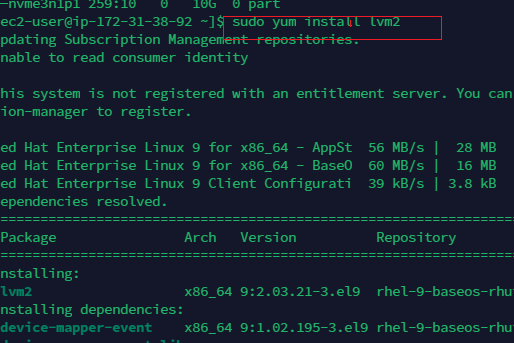 -nvme3n1p1 259:10   0   10G  0 part
ec2-user@ip-172-31-38-92 ~]$ sudo yum install lvm2
pdating Subscription Management repositories.
nable to read consumer identity
his system is not registered with an entitlement server. You can
ion-manager to register.
ed Hat Enterprise Linux 9 for x86_64 - AppSt  56 MB/s |  28 MB
ed Hat Enterprise Linux 9 for x86_64 - BaseO  60 MB/s |  16 MB
ed Hat Enterprise Linux 9 Client Configurati  39 kB/s | 3.8 kB
ependencies resolved.
================================================================
Package                Arch   Version          Repository
================================================================
nstalling:
lvm2                   x86_64 9:2.03.21-3.el9  rhel-9-baseos-rhu
nstalling dependencies:
device-mapper-event    x86_64 9:1.02.195-3.el9 rhel-9-baseos-rhu